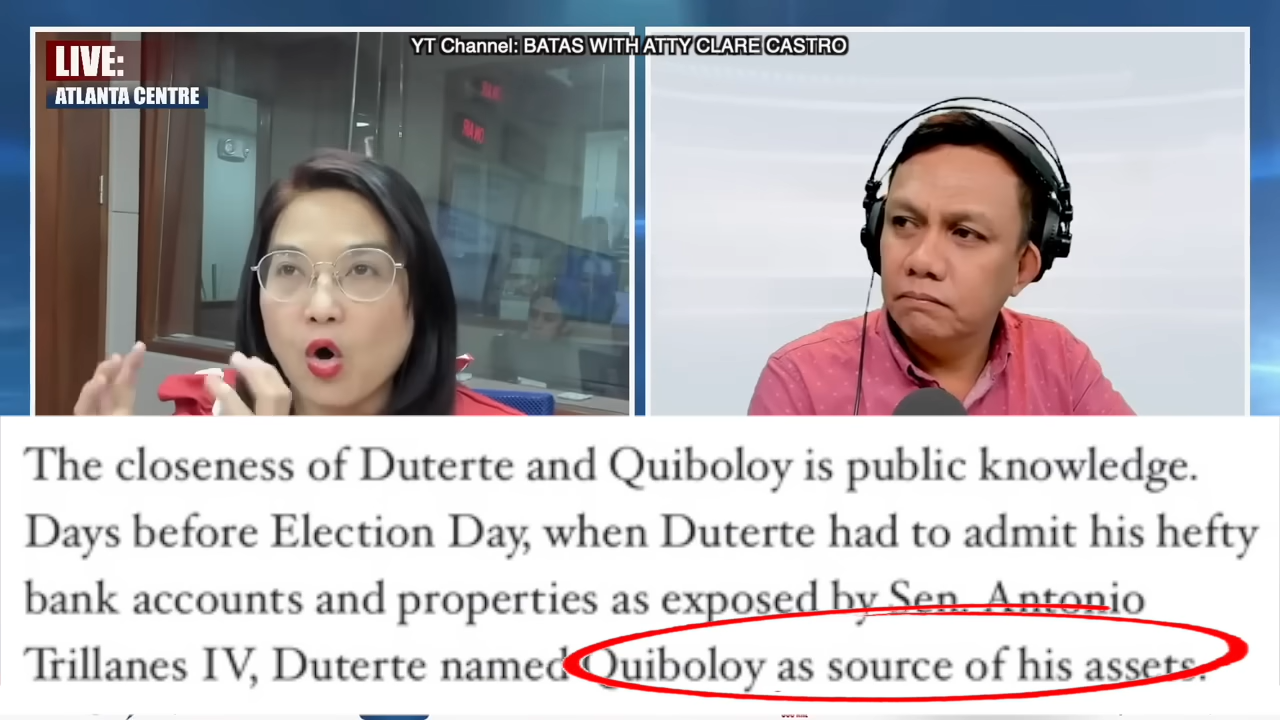 YT Channel: BATAS WITH ATTY CLARE CASTRO
LIVE:
ATLANTA CENTRE
The closeness of Duterte and Quiboloy is public knowledge.
Days before Election Day, when Duterte had to admit his hefty
bank accounts and properties as exposed by Sen. Antonio
Trillanes IV, Duterte named Quiboloy as source of his assets.